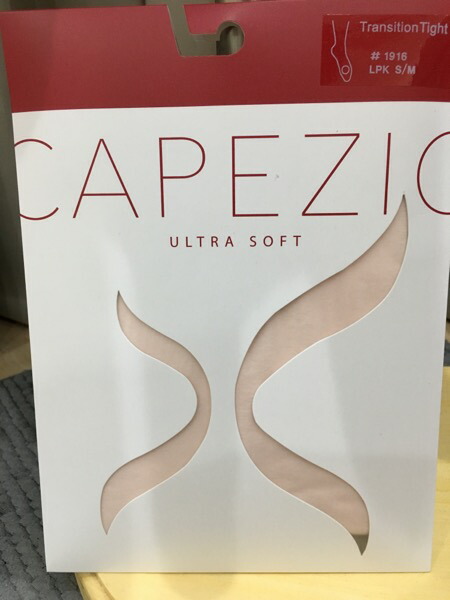 Transition Tight
# 1916
LPK S/M
CAPEZIO
ULTRA SOFT